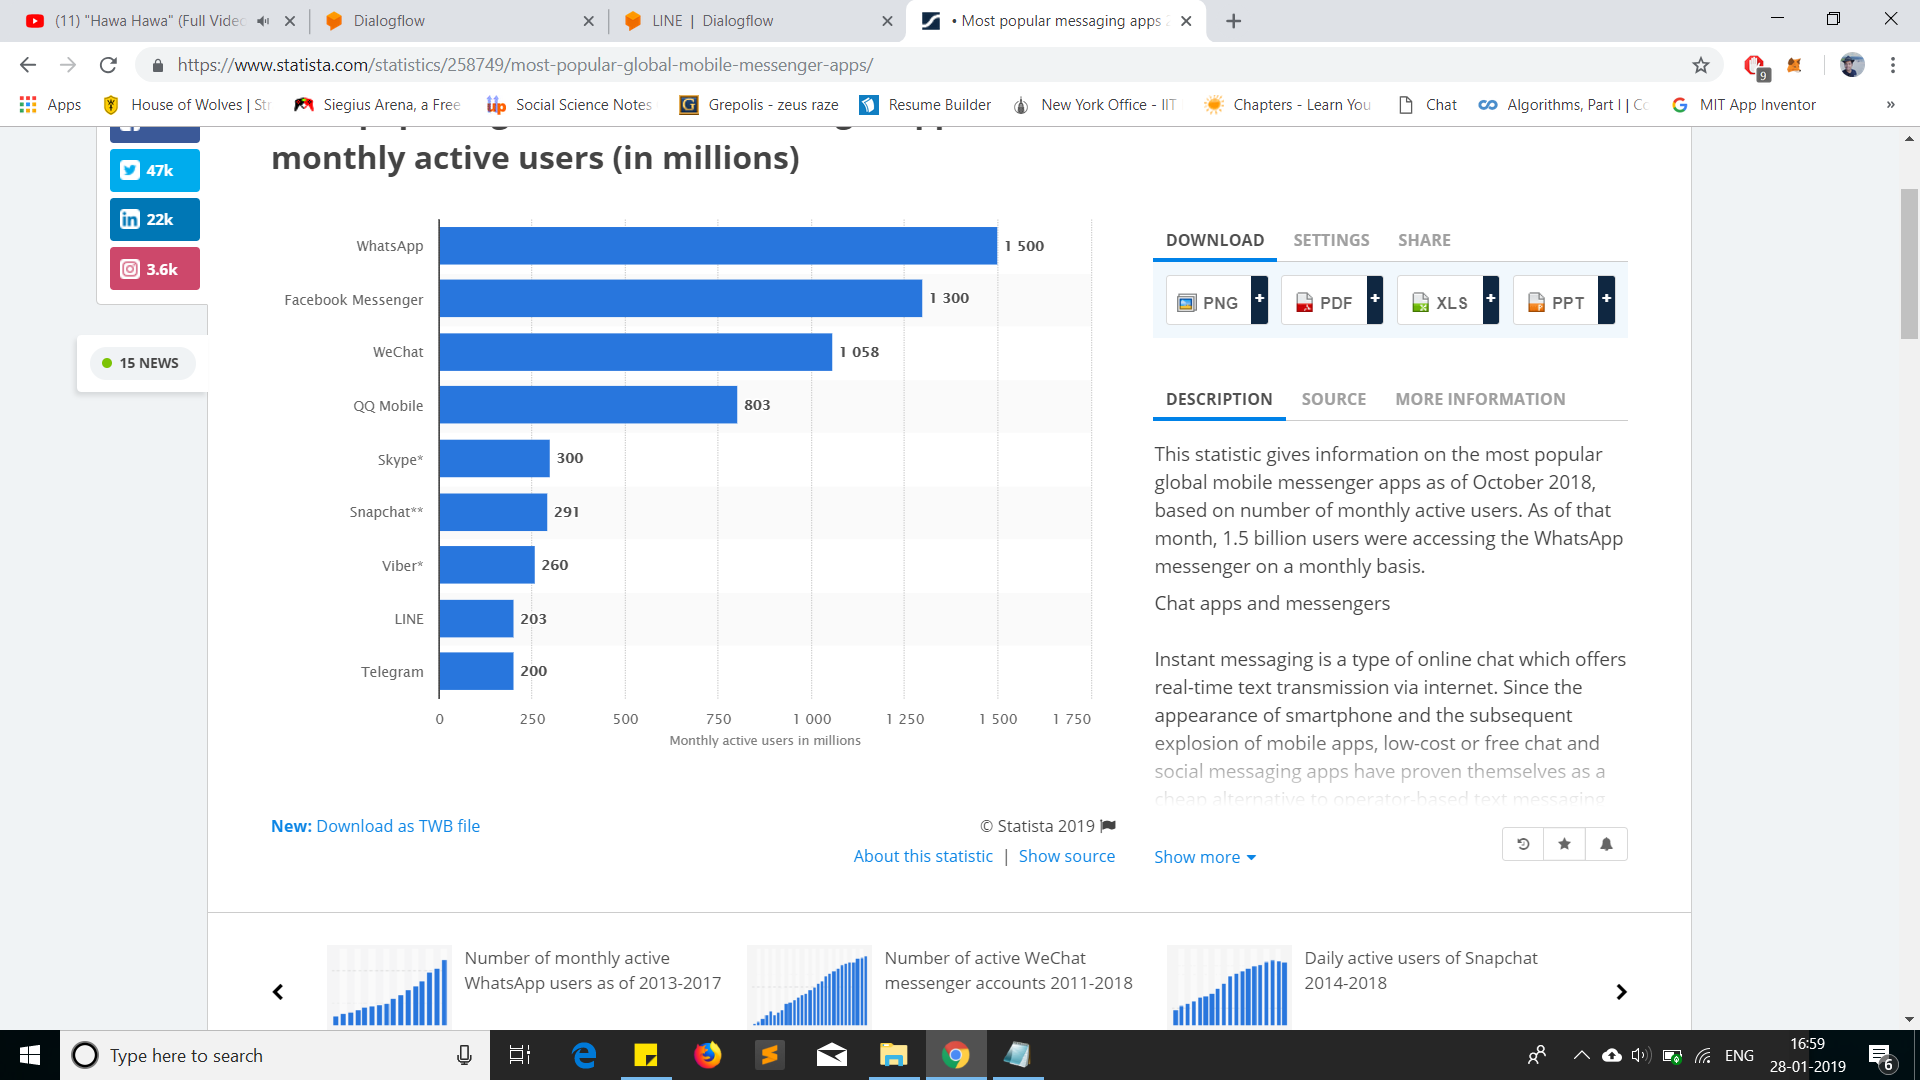 (11) "Hawa Hawa" (Full Vide
Dialogflow
LINE | Dialogflow
• Most popular messaging apps
https://www.statista.com/statistics/258749/most-popular-global-mobile-messenger-apps/
9
Apps
House of Wolves | St
Siegius Arena, a Free
Social Science Notes
Grepolis - zeus raze
Resume Builder
New York Office - IIT
Chapters - Learn You
Chat
Algorithms, Part I | C
MIT App Inventor
»
monthly active users (in millions)
47k
22k
3.6k
15 NEWS
WhatsApp 1 500
Facebook Messenger 1 300
WeChat 1 058
QQ Mobile 803
Skype* 300
Snapchat** 291
Viber* 260
LINE 203
Telegram 200
0 250 500 750 1 000 1 250 1 500 1 750
Monthly active users in millions
New: Download as TWB file
© Statista 2019
About this statistic | Show source
DOWNLOAD SETTINGS SHARE
PNG + PDF + XLS + PPT +
DESCRIPTION SOURCE MORE INFORMATION
This statistic gives information on the most popular
global mobile messenger apps as of October 2018,
based on number of monthly active users. As of that
month, 1.5 billion users were accessing the WhatsApp
messenger on a monthly basis.
Chat apps and messengers
Instant messaging is a type of online chat which offers
real-time text transmission via internet. Since the
appearance of smartphone and the subsequent
explosion of mobile apps, low-cost or free chat and
social messaging apps have proven themselves as a
cheap alternative to operator-based text messaging
Show more
Number of monthly active
WhatsApp users as of 2013-2017
Number of active WeChat
messenger accounts 2011-2018
Daily active users of Snapchat
2014-2018
Type here to search
ENG
16:59
28-01-2019
6